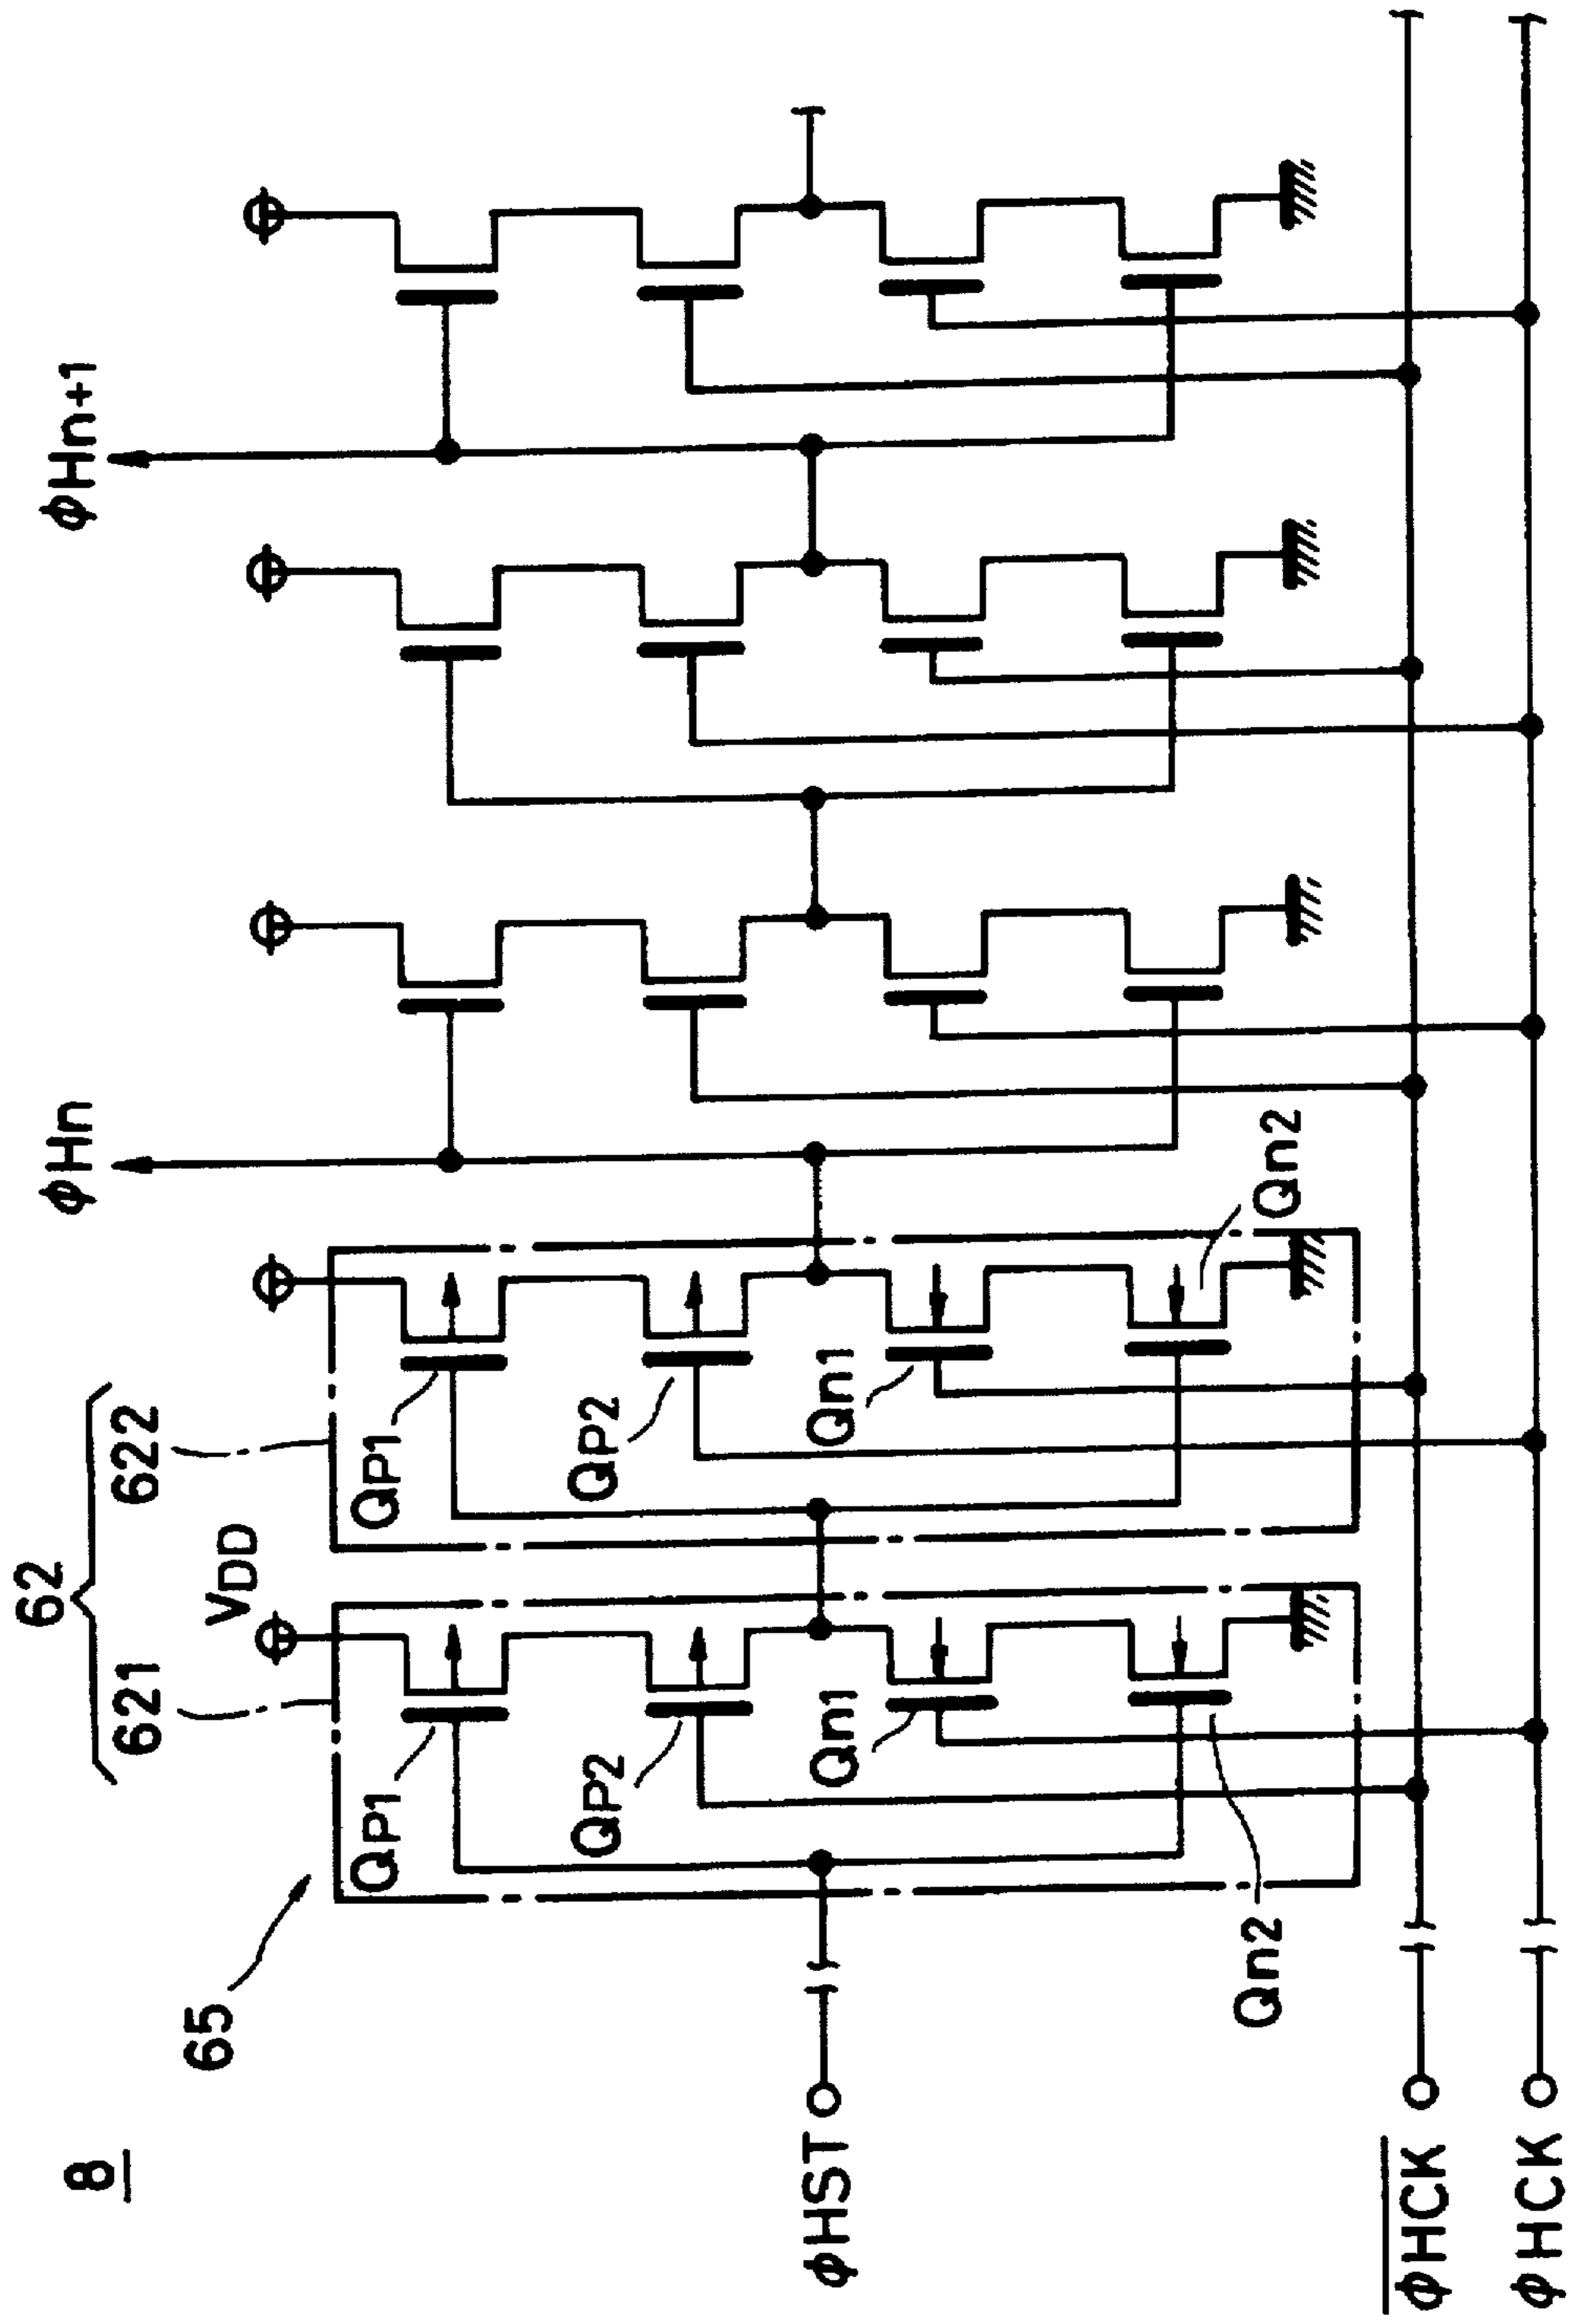 8
65
62
621
622
VDD
QP1
QP2
Qn1
Qn2
QP1
QP2
Qn1
Qn2
φHn
φHn+1
φHST
φ̅H̅C̅K̅
φHCK